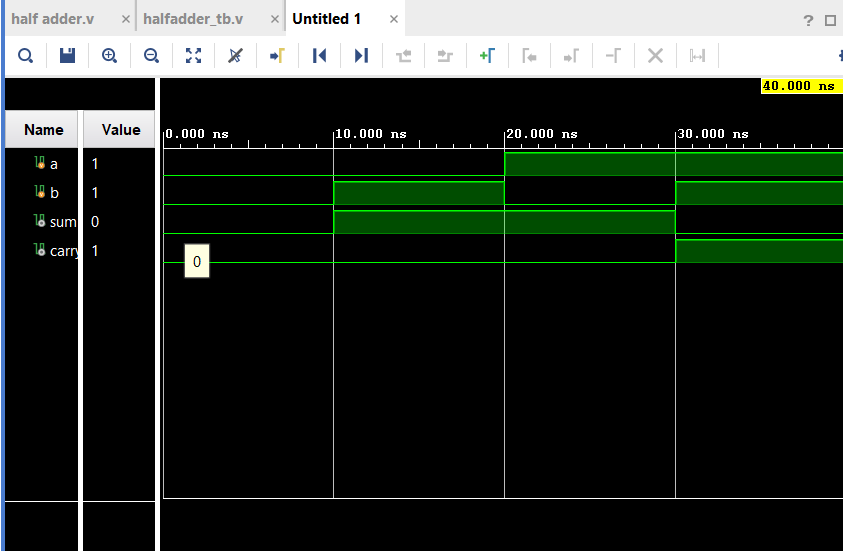 half adder.v × halfadder_tb.v × Untitled 1 × ?
40.000 ns
Name Value 0.000 ns 10.000 ns 20.000 ns 30.000 ns
a 1
b 1
sum 0
carry 1
0